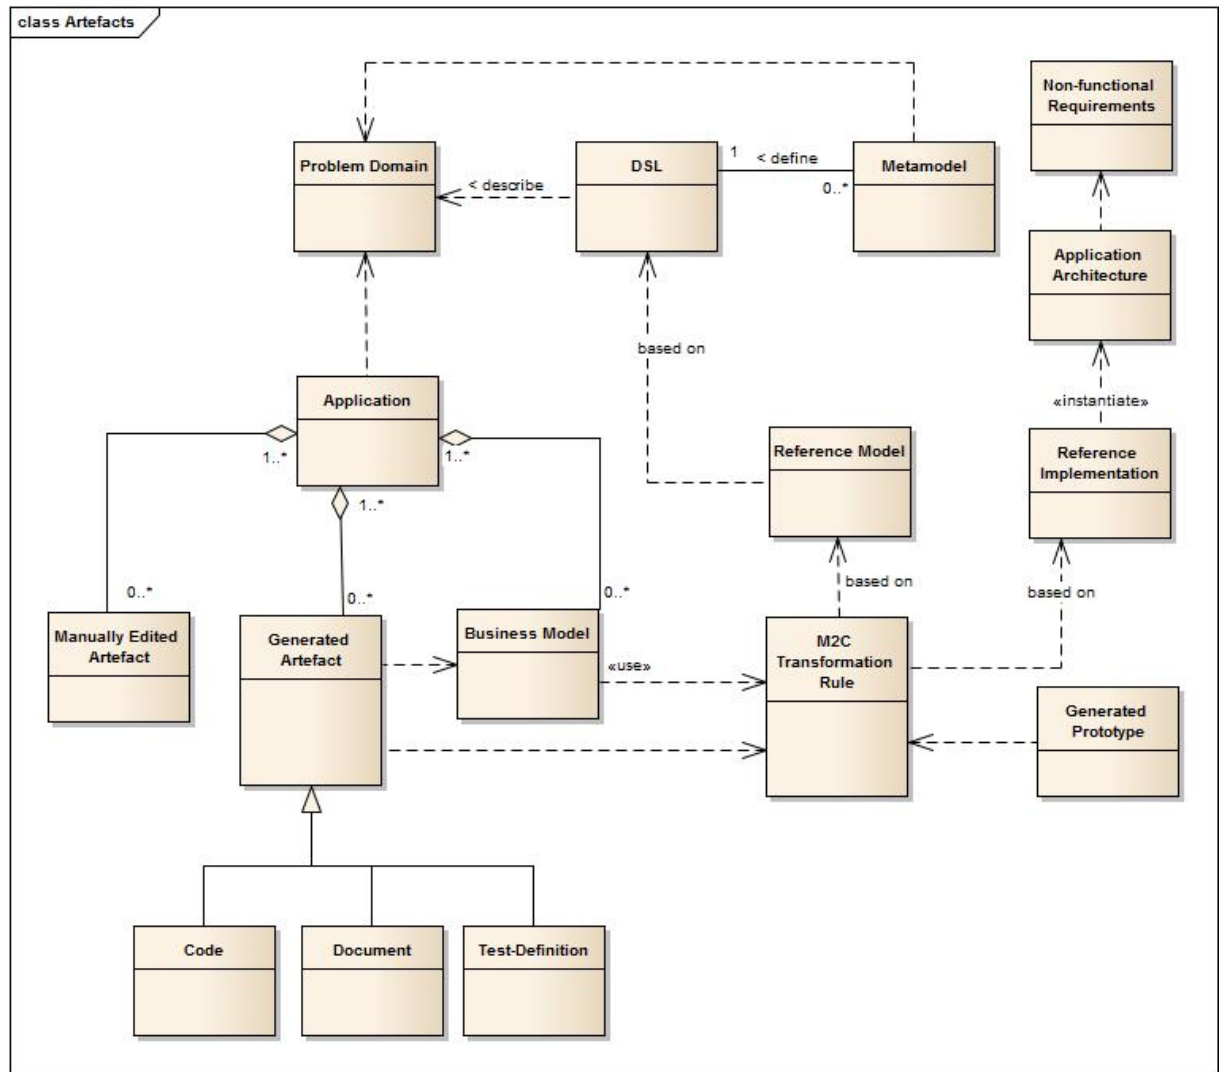 class Artefacts
Non-functional
Requirements
Problem Domain
< describe
DSL
1
< define
0..*
Metamodel
Application
Architecture
based on
«instantiate»
Application
1..*
1..*
1..*
Reference Model
Reference
Implementation
based on
based on
0..*
0..*
0..*
Manually Edited
Artefact
Generated
Artefact
Business Model
«use»
M2C
Transformation
Rule
Generated
Prototype
Code
Document
Test-Definition